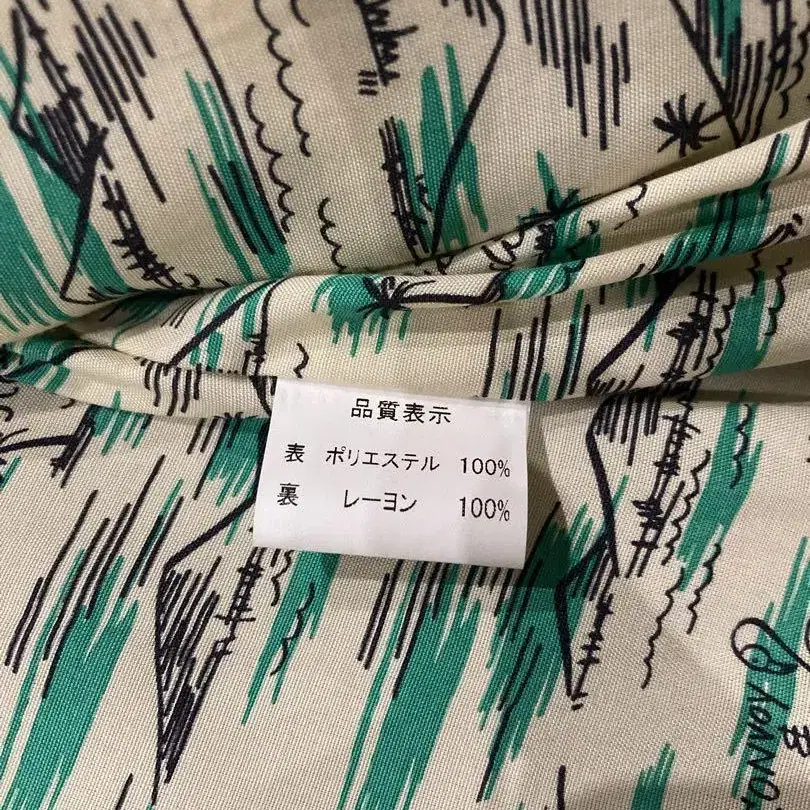 品質表示
表 ポリエステル 100%
裏 レーヨン 100%